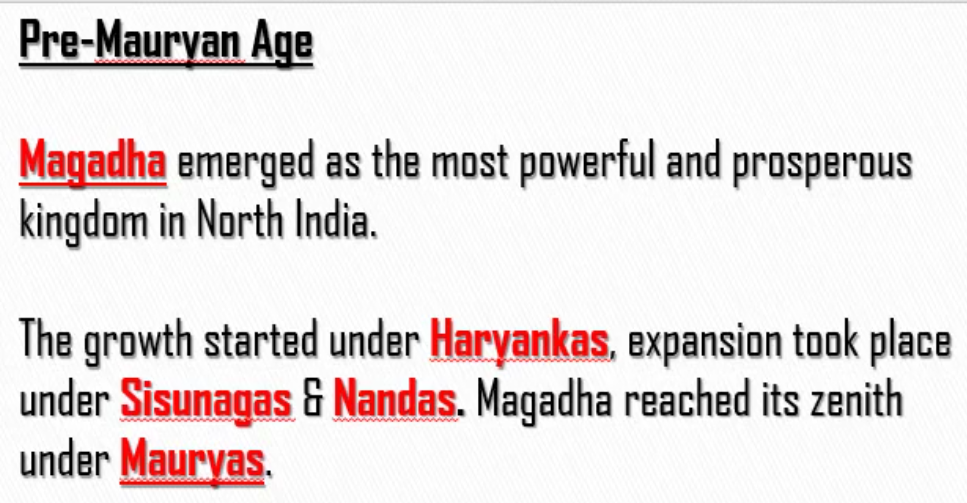 Pre-Mauryan Age
Magadha emerged as the most powerful and prosperous
kingdom in North India.
The growth started under Haryankas, expansion took place
under Sisunagas & Nandas. Magadha reached its zenith
under Mauryas.